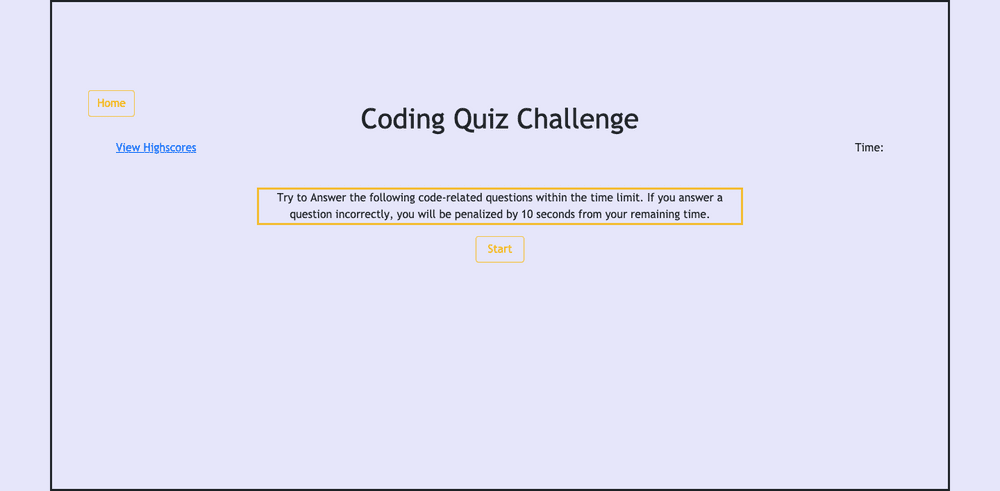 Home
Coding Quiz Challenge
View Highscores
Time:
Try to Answer the following code-related questions within the time limit. If you answer a
question incorrectly, you will be penalized by 10 seconds from your remaining time.
Start